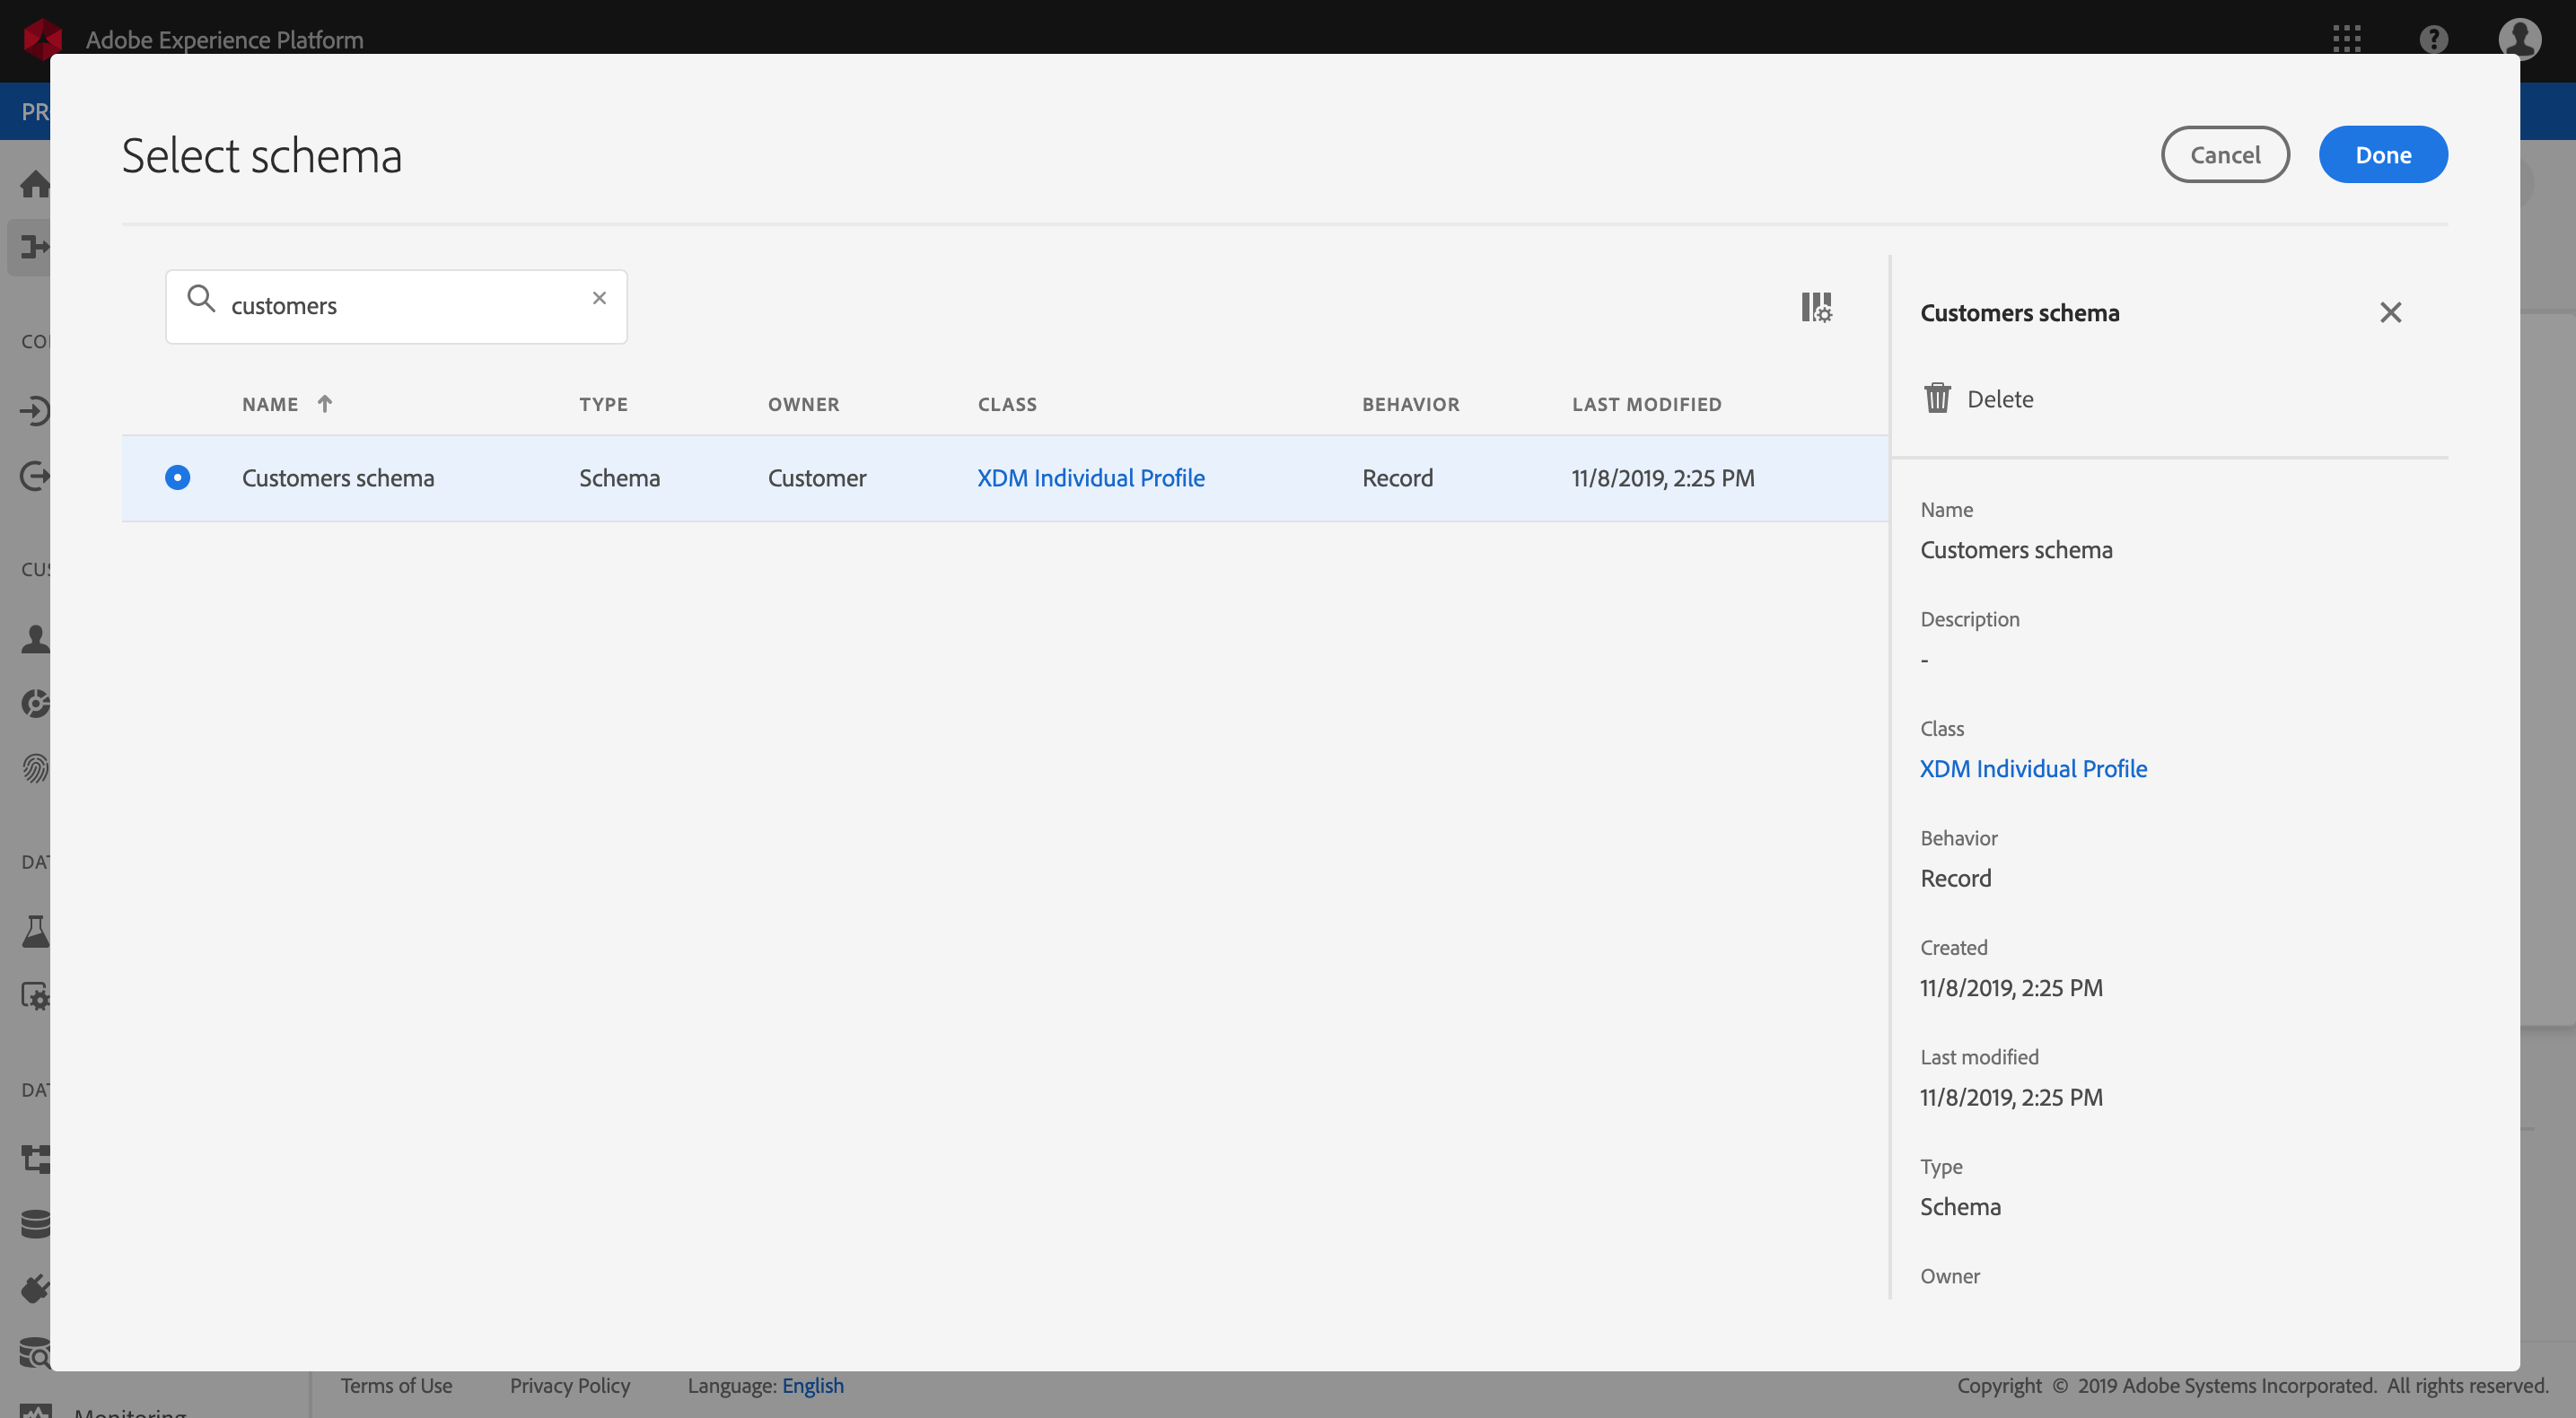 Adobe Experience Platform
PR
Select schema
Cancel
Done
customers
NAME TYPE OWNER CLASS BEHAVIOR LAST MODIFIED
Customers schema Schema Customer XDM Individual Profile Record 11/8/2019, 2:25 PM
Customers schema
Delete
Name
Customers schema
Description
-
Class
XDM Individual Profile
Behavior
Record
Created
11/8/2019, 2:25 PM
Last modified
11/8/2019, 2:25 PM
Type
Schema
Owner
CUS
DAT
DAT
Terms of Use Privacy Policy Language: English
Copyright © 2019 Adobe Systems Incorporated. All rights reserved.
Monitoring